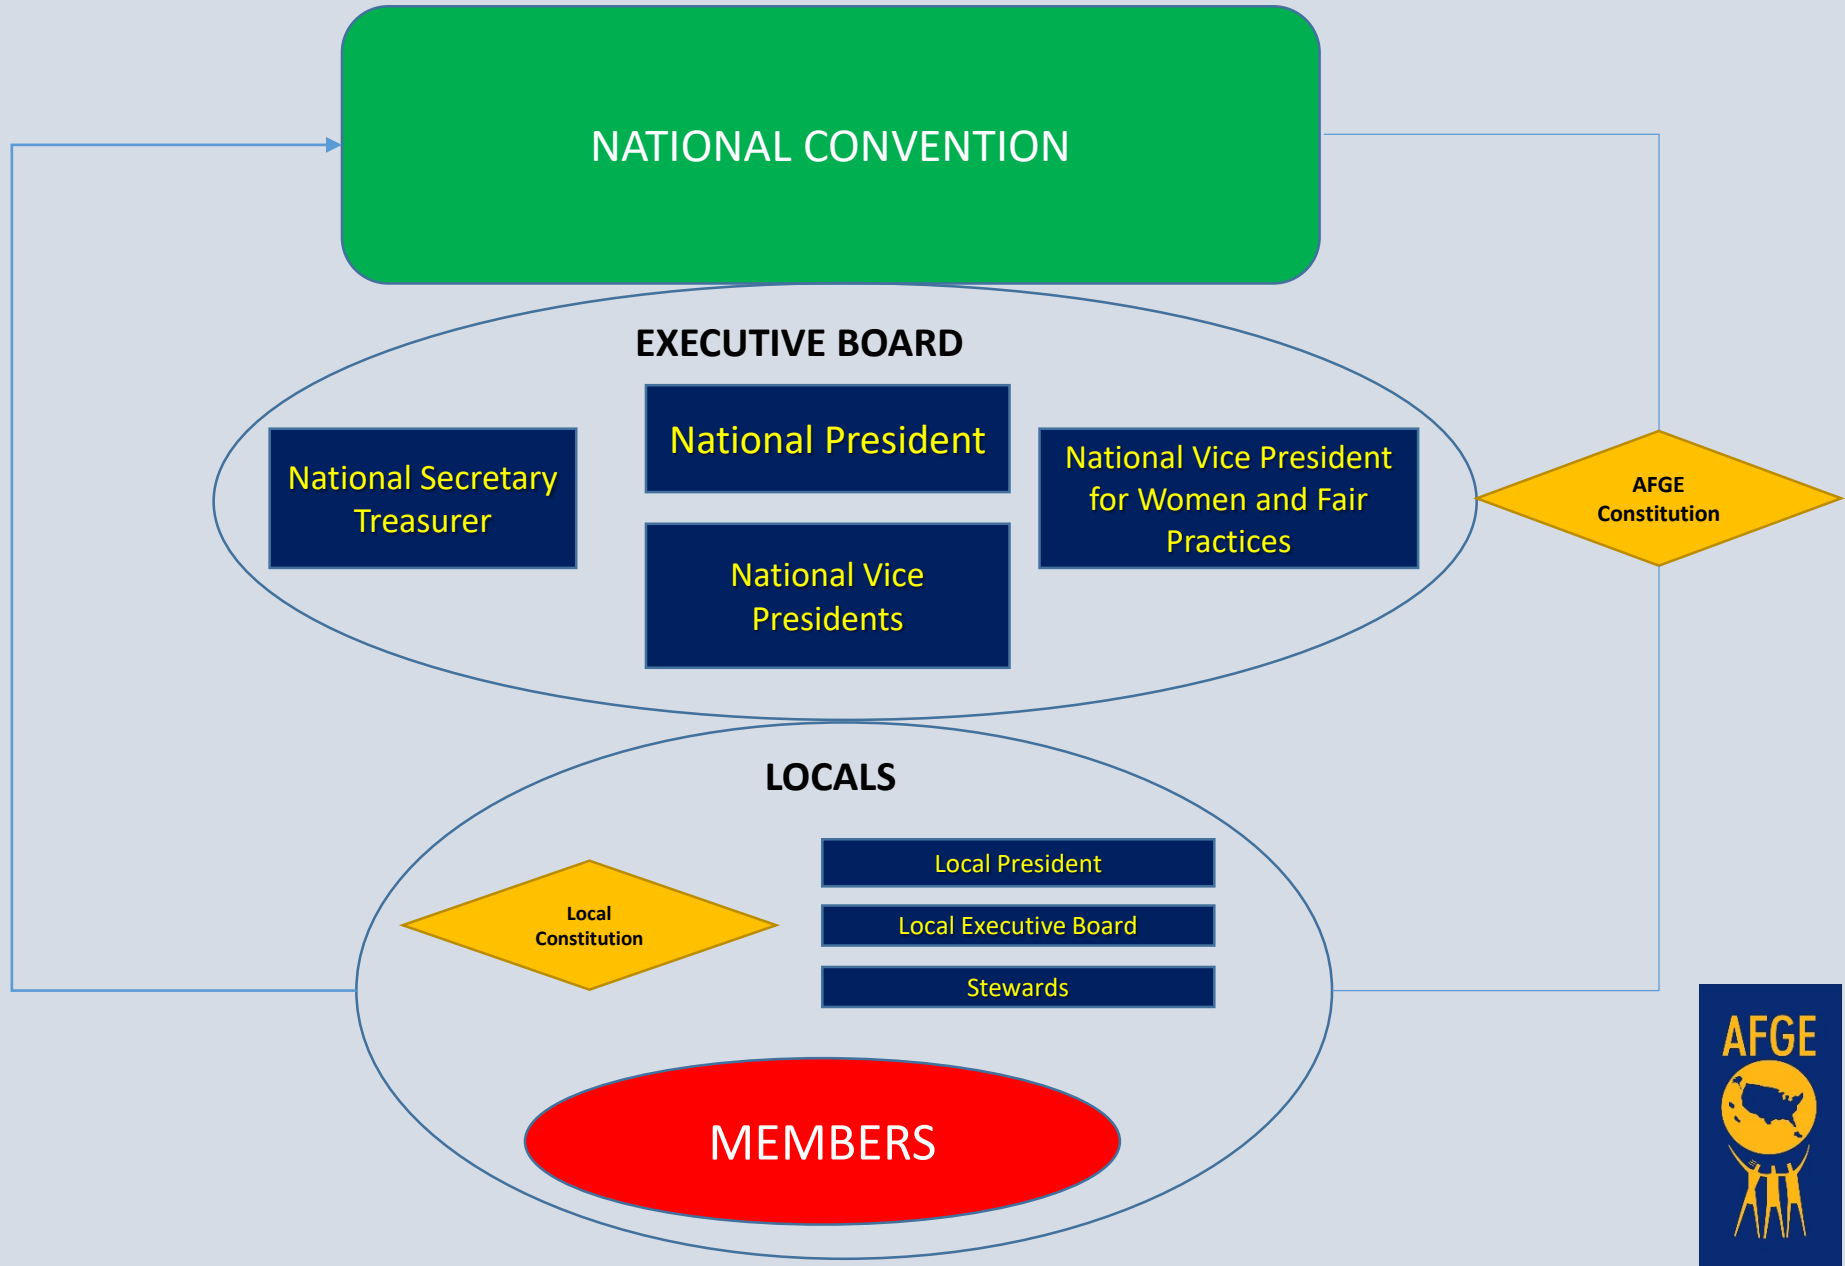 NATIONAL CONVENTION
EXECUTIVE BOARD
National President
National Secretary
Treasurer
National Vice President
for Women and Fair
Practices
National Vice
Presidents
AFGE
Constitution
LOCALS
Local President
Local Executive Board
Stewards
Local
Constitution
MEMBERS
AFGE